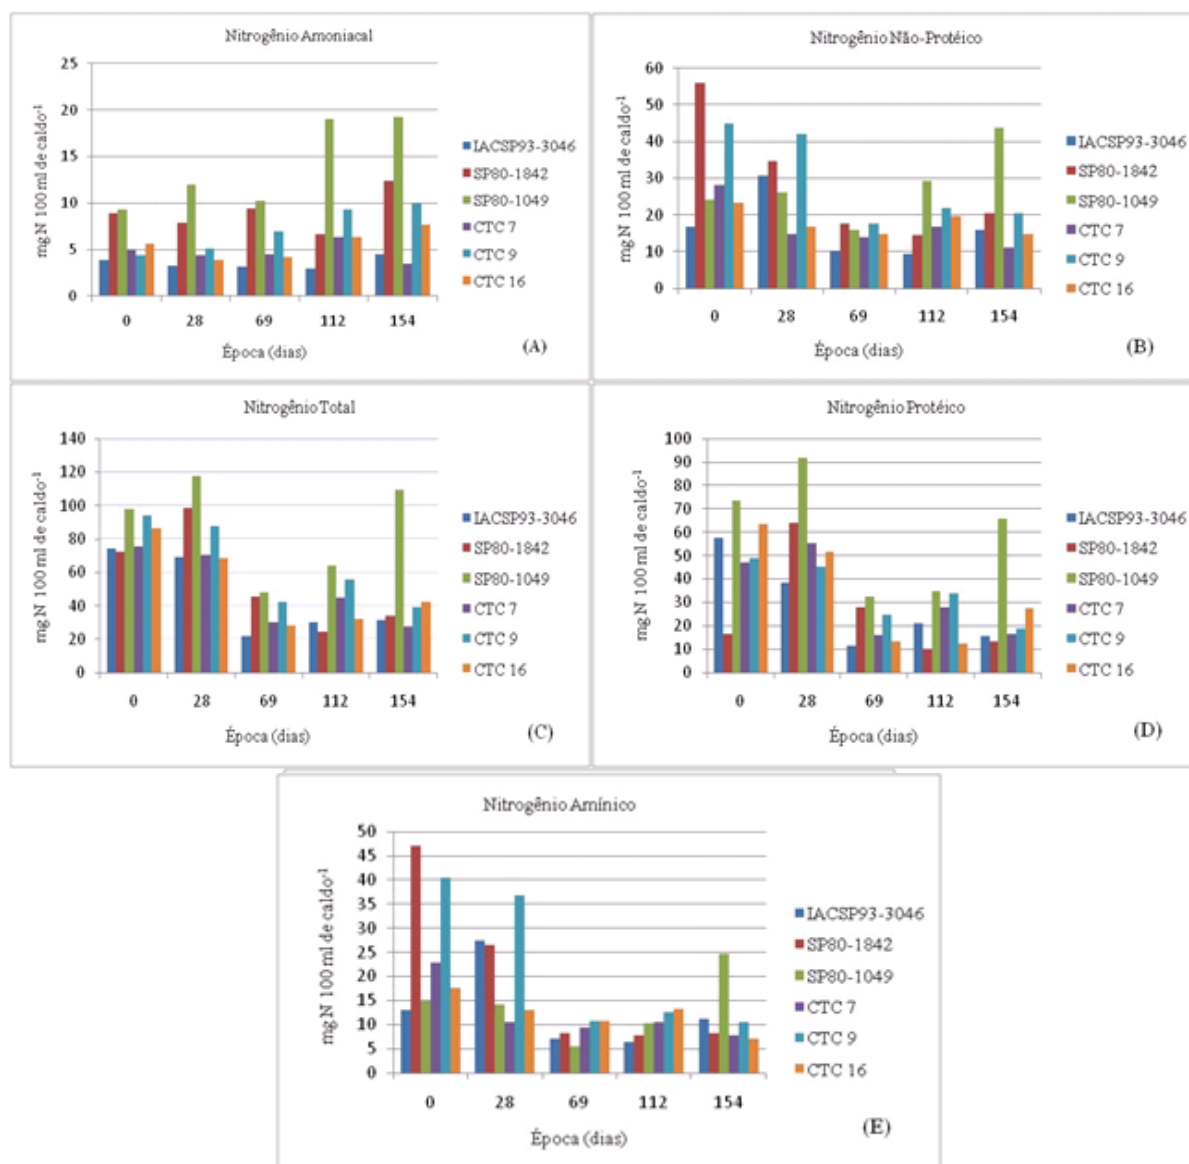 Nitrogênio Amoniacal
mg N 100 ml de caldo-1
25
20
15
10
5
0
0 28 69 112 154
Época (dias)
IACSP93-3046
SP80-1842
SP80-1049
CTC 7
CTC 9
CTC 16
(A)
Nitrogênio Não-Protéico
mg N 100 ml de caldo-1
60
50
40
30
20
10
0
0 28 69 112 154
Época (dias)
IACSP93-3046
SP80-1842
SP80-1049
CTC 7
CTC 9
CTC 16
(B)
Nitrogênio Total
mg N 100 ml de caldo-1
140
120
100
80
60
40
20
0
0 28 69 112 154
Época (dias)
IACSP93-3046
SP80-1842
SP80-1049
CTC 7
CTC 9
CTC 16
(C)
Nitrogênio Protéico
mg N 100 ml de caldo-1
100
90
80
70
60
50
40
30
20
10
0
0 28 69 112 154
Época (dias)
IACSP93-3046
SP80-1842
SP80-1049
CTC 7
CTC 9
CTC 16
(D)
Nitrogênio Amínico
mg N 100 ml de caldo-1
50
45
40
35
30
25
20
15
10
5
0
0 28 69 112 154
Época (dias)
IACSP93-3046
SP80-1842
SP80-1049
CTC 7
CTC 9
CTC 16
(E)